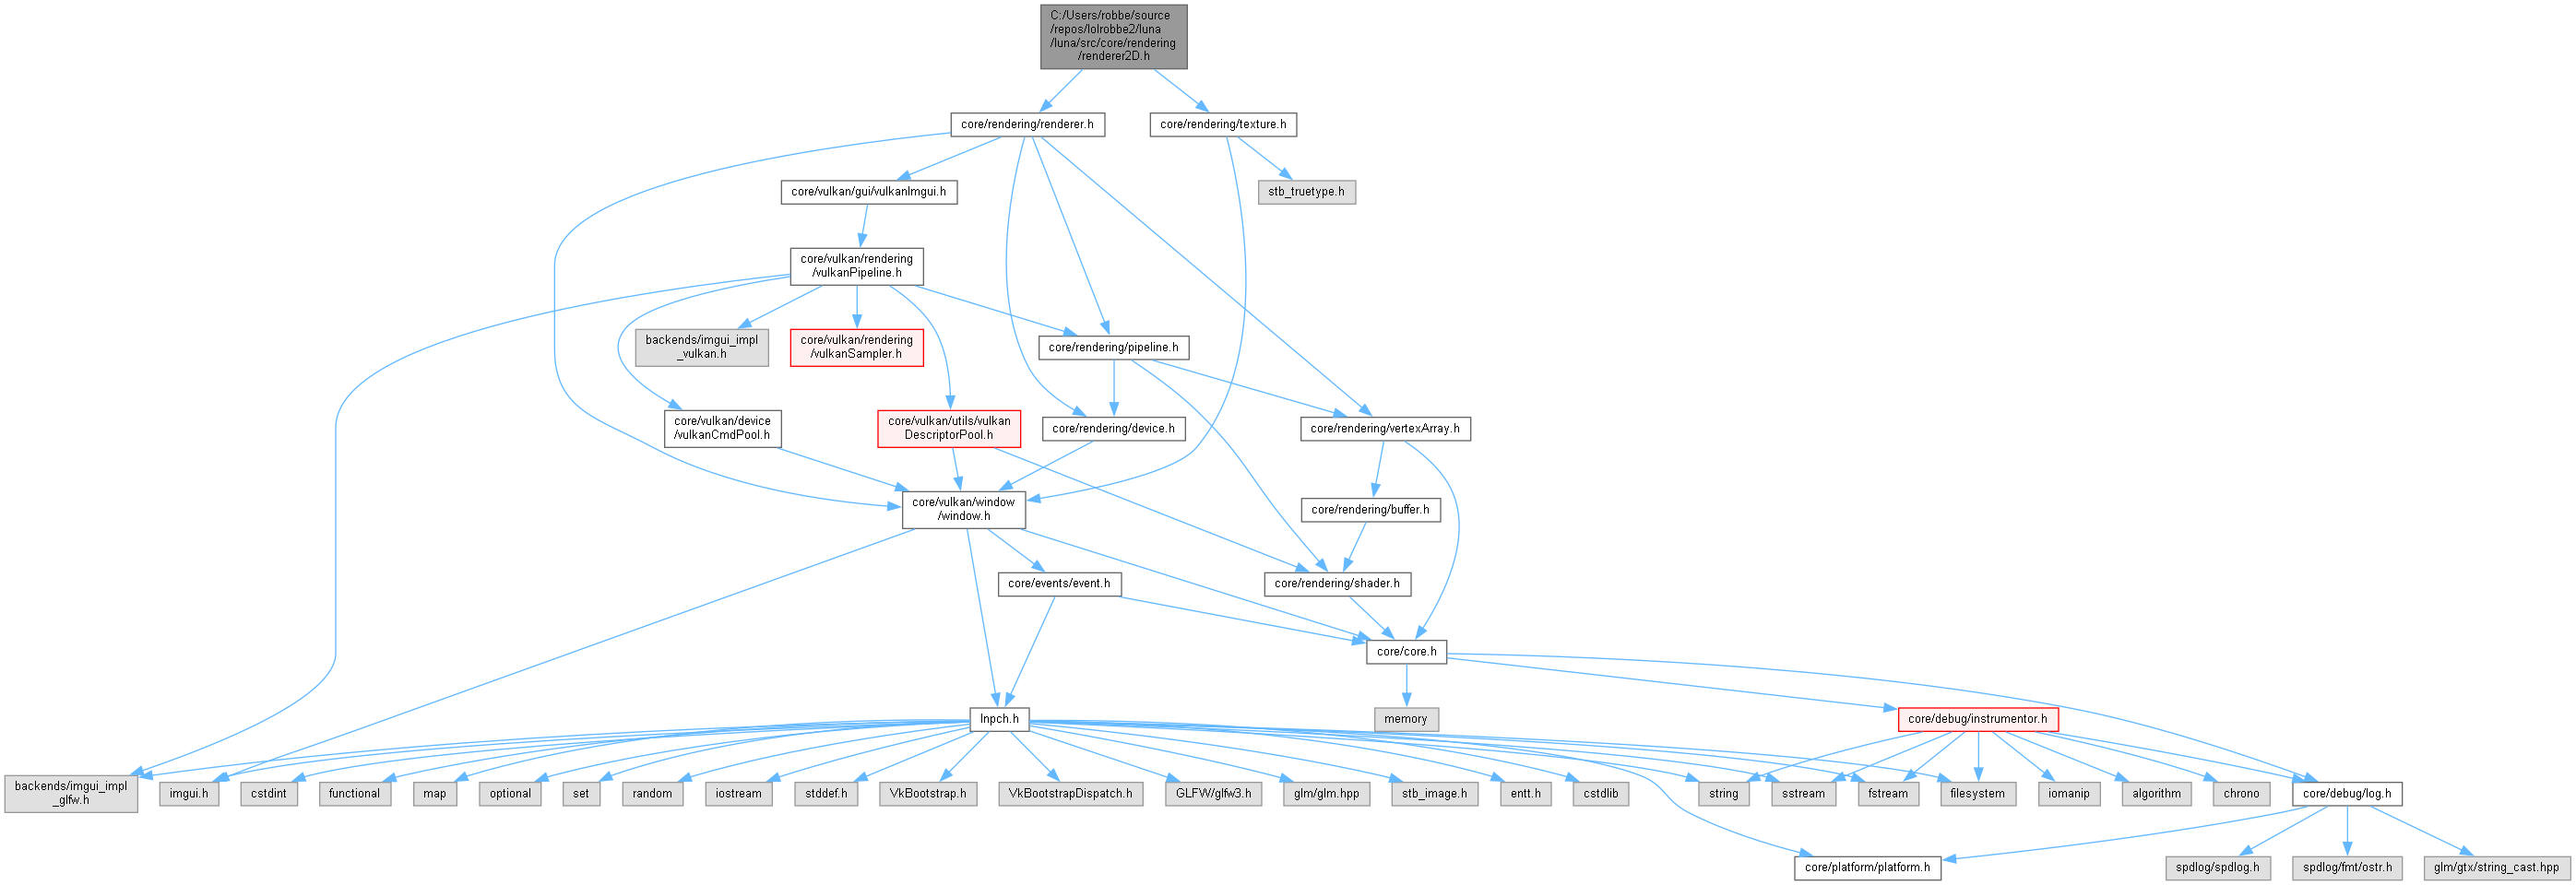 C:/Users/robbe/source
/repos/lolrobbe2/luna
/luna/src/core/rendering
/renderer2D.h
core/rendering/renderer.h
core/rendering/texture.h
core/vulkan/gui/vulkanImgui.h
stb_truetype.h
core/vulkan/rendering
/vulkanPipeline.h
backends/imgui_impl
_vulkan.h
core/vulkan/rendering
/vulkanSampler.h
core/rendering/pipeline.h
core/vulkan/device
/vulkanCmdPool.h
core/vulkan/utils/vulkan
DescriptorPool.h
core/rendering/device.h
core/rendering/vertexArray.h
core/vulkan/window
/window.h
core/rendering/buffer.h
core/events/event.h
core/rendering/shader.h
core/core.h
lnpch.h
memory
core/debug/instrumentor.h
backends/imgui_impl
_glfw.h
imgui.h
cstdint
functional
map
optional
set
random
iostream
stddef.h
VkBootstrap.h
VkBootstrapDispatch.h
GLFW/glfw3.h
glm/glm.hpp
stb_image.h
entt.h
cstdlib
string
sstream
fstream
filesystem
iomanip
algorithm
chrono
core/debug/log.h
core/platform/platform.h
spdlog/spdlog.h
spdlog/fmt/ostr.h
glm/gtx/string_cast.hpp